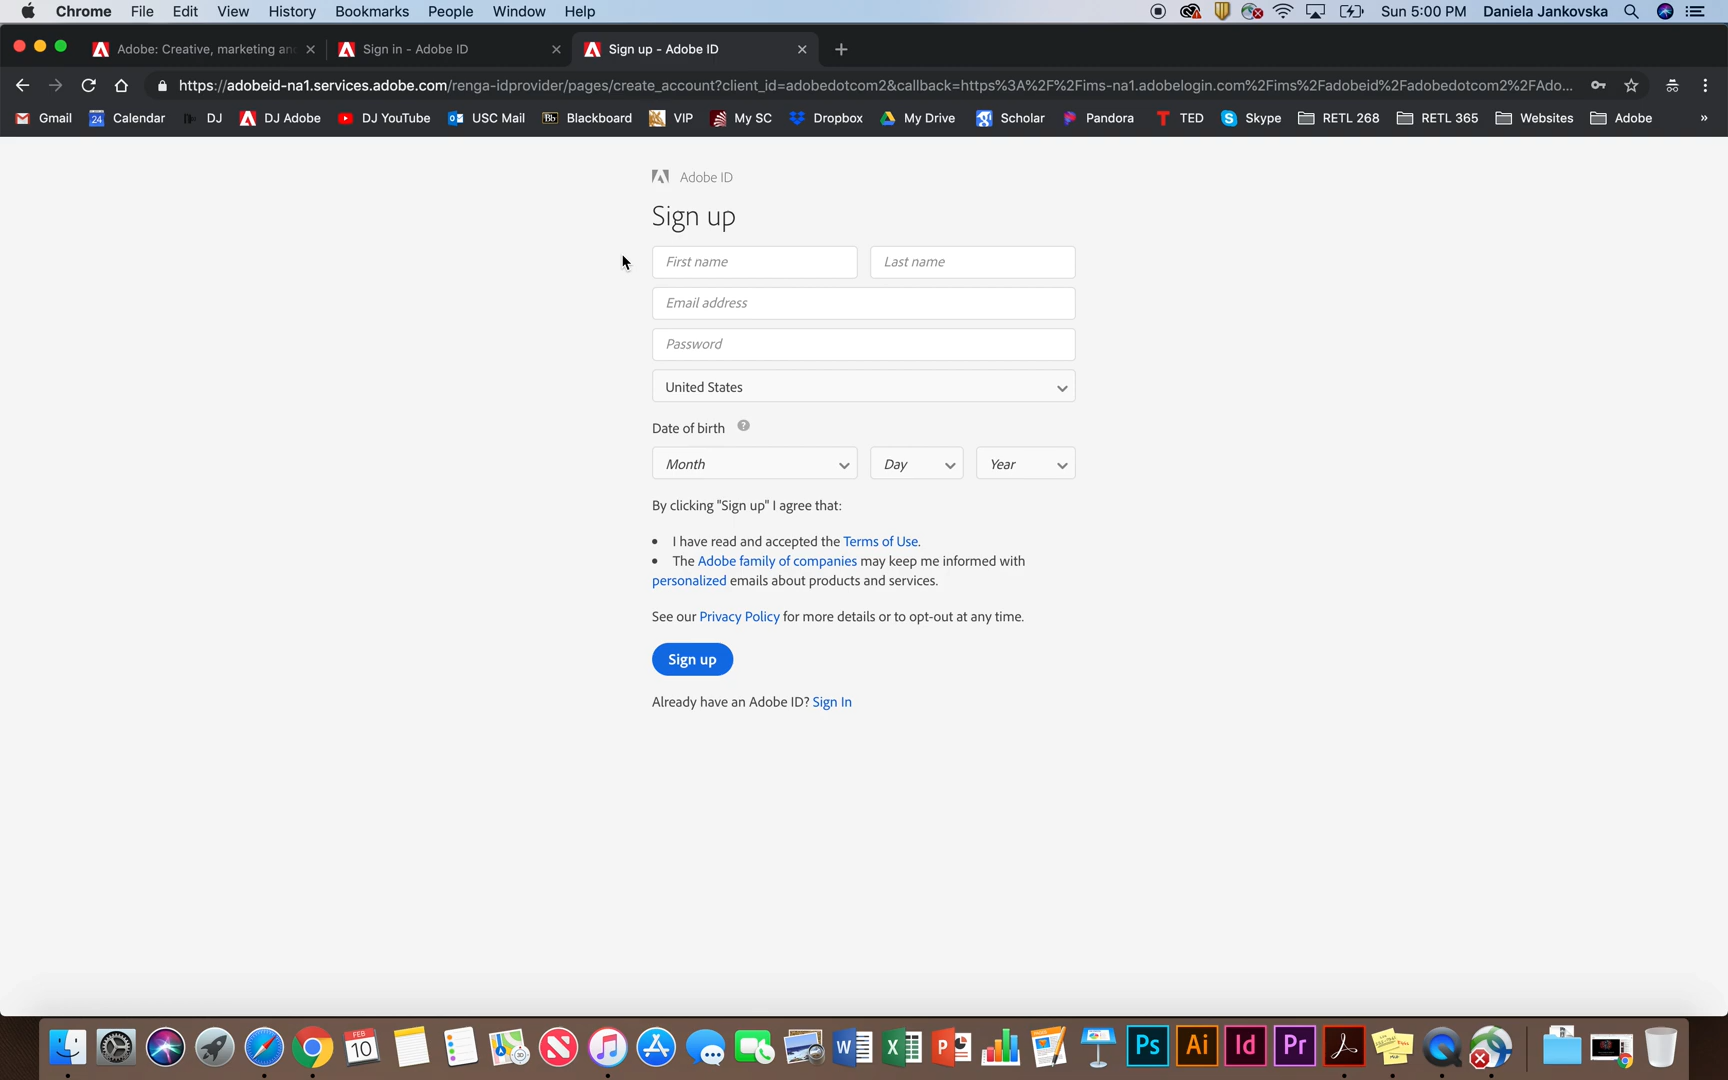 Chrome File Edit View History Bookmarks People Window Help Sun 5:00 PM Daniela Jankovska
Adobe: Creative, marketing an Sign in - Adobe ID Sign up - Adobe ID
https://adobeid-na1.services.adobe.com/renga-idprovider/pages/create_account?client_id=adobedotcom2&callback=https%3A%2F%2Fims-na1.adobelogin.com%2Fims%2Fadobeid%2Fadobedotcom2%2FAdo...
Gmail Calendar DJ DJ Adobe DJ YouTube USC Mail Blackboard VIP My SC Dropbox My Drive Scholar Pandora TED Skype RETL 268 RETL 365 Websites Adobe »
Adobe ID
Sign up
First name Last name
Email address
Password
United States
Date of birth ?
Month Day Year
By clicking "Sign up" I agree that:
• I have read and accepted the Terms of Use.
• The Adobe family of companies may keep me informed with
personalized emails about products and services.
See our Privacy Policy for more details or to opt-out at any time.
Sign up
Already have an Adobe ID? Sign In
FEB
10
Ps Ai Id Pr